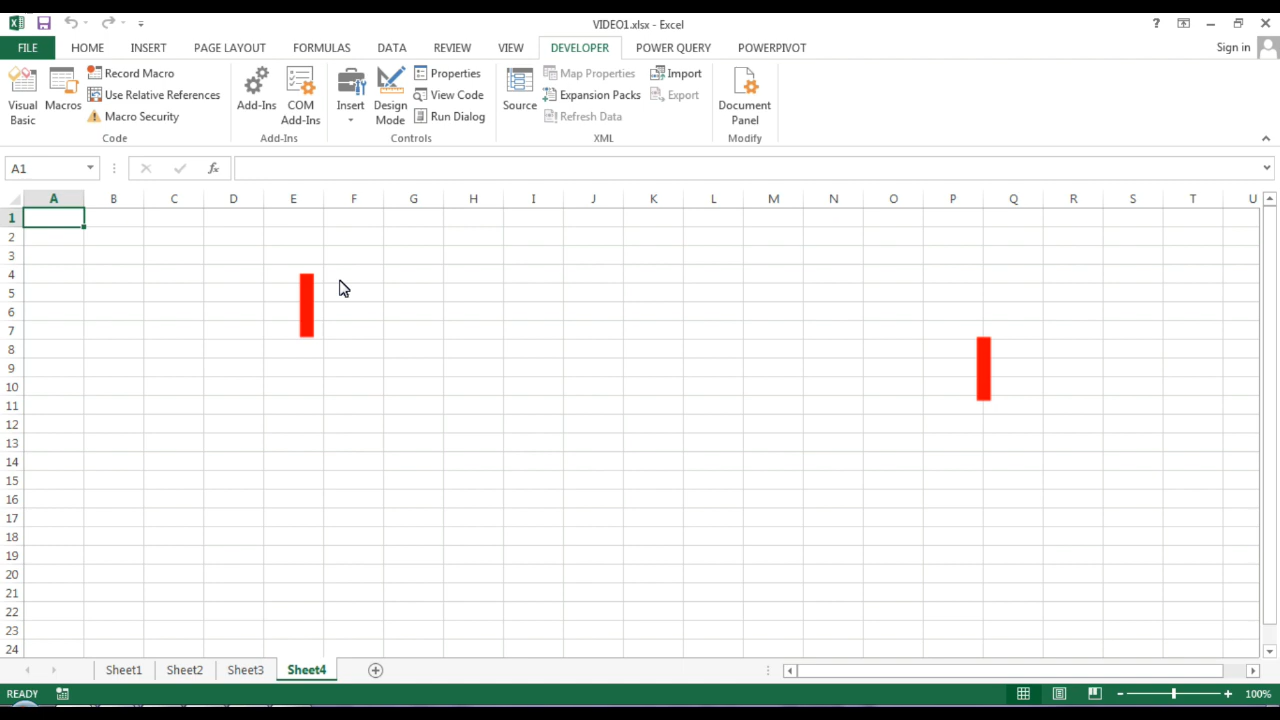 VIDEO1.xlsx - Excel
?
FILE HOME INSERT PAGE LAYOUT FORMULAS DATA REVIEW VIEW DEVELOPER POWER QUERY POWERPIVOT Sign in
Visual Basic
Macros
Record Macro
Use Relative References
Macro Security
Code
Add-Ins
COM Add-Ins
Add-Ins
Insert
Design Mode
Properties
View Code
Run Dialog
Controls
Source
Map Properties
Expansion Packs
Refresh Data
Import
Export
XML
Document Panel
Modify
A1
fx
A B C D E F G H I J K L M N O P Q R S T U
1
2
3
4
5
6
7
8
9
10
11
12
13
14
15
16
17
18
19
20
21
22
23
24
Sheet1 Sheet2 Sheet3 Sheet4
READY 100%